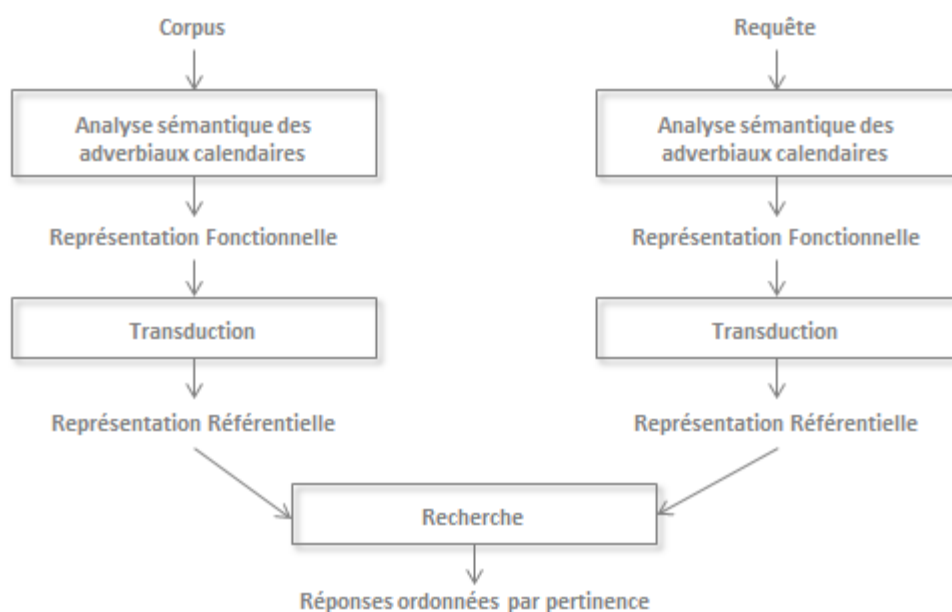 Corpus
Requête
Analyse sémantique des
adverbiaux calendaires
Analyse sémantique des
adverbiaux calendaires
Représentation Fonctionnelle
Représentation Fonctionnelle
Transduction
Transduction
Représentation Référentielle
Représentation Référentielle
Recherche
Réponses ordonnées par pertinence